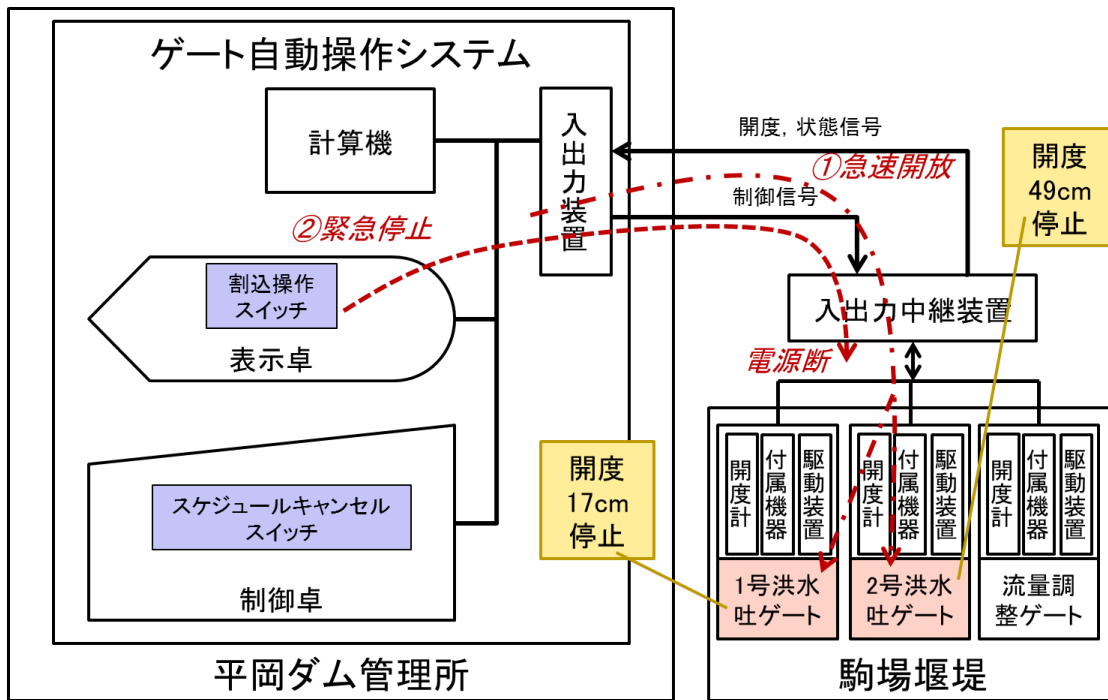 ゲート自動操作システム
計算機
入出力装置
開度，状態信号
①急速開放
制御信号
開度
49cm
停止
②緊急停止
割込操作
スイッチ
表示卓
入出力中継装置
電源断
開度
17cm
停止
スケジュールキャンセル
スイッチ
制御卓
開度計
付属機器
駆動装置
開度計
付属機器
駆動装置
開度計
付属機器
駆動装置
1号洪水
吐ゲート
2号洪水
吐ゲート
流量調
整ゲート
平岡ダム管理所
駒場堰堤